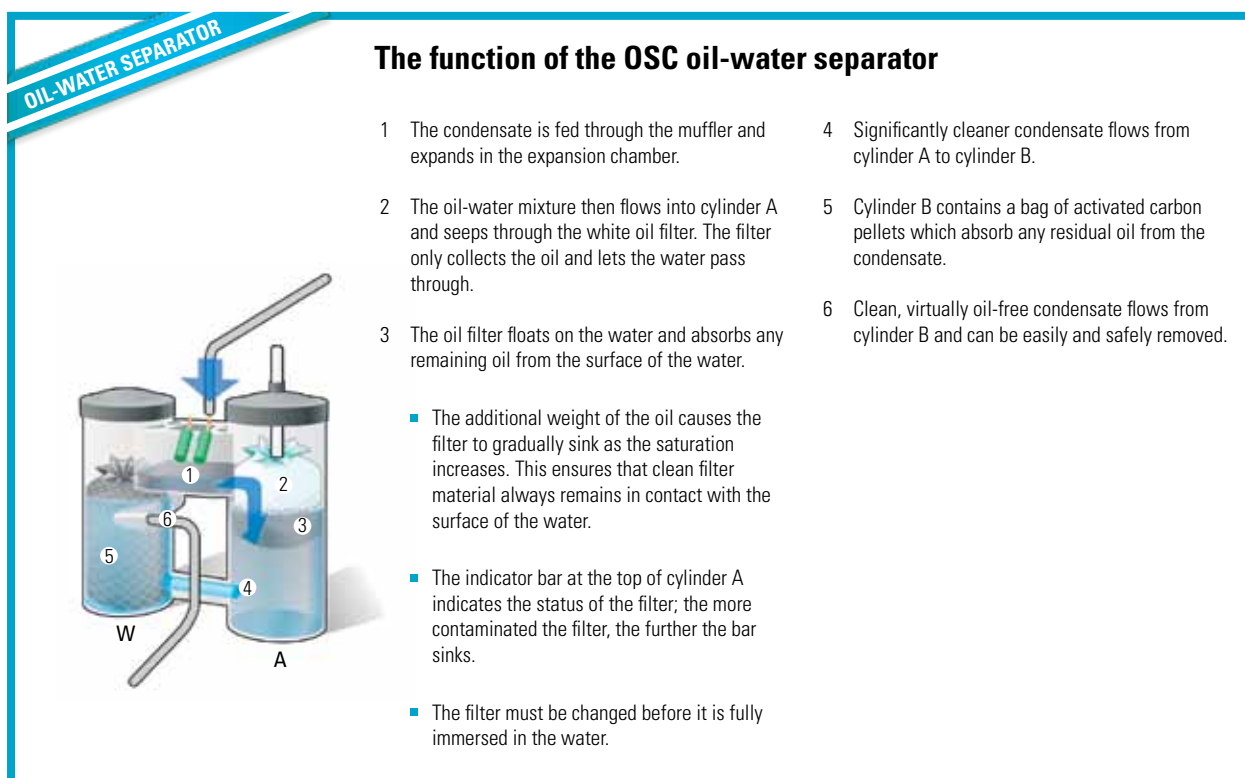 OIL-WATER SEPARATOR
The function of the OSC oil-water separator
1 The condensate is fed through the muffler and
expands in the expansion chamber.
2 The oil-water mixture then flows into cylinder A
and seeps through the white oil filter. The filter
only collects the oil and lets the water pass
through.
3 The oil filter floats on the water and absorbs any
remaining oil from the surface of the water.
The additional weight of the oil causes the
filter to gradually sink as the saturation
increases. This ensures that clean filter
material always remains in contact with the
surface of the water.
The indicator bar at the top of cylinder A
indicates the status of the filter; the more
contaminated the filter, the further the bar
sinks.
The filter must be changed before it is fully
immersed in the water.
4 Significantly cleaner condensate flows from
cylinder A to cylinder B.
5 Cylinder B contains a bag of activated carbon
pellets which absorb any residual oil from the
condensate.
6 Clean, virtually oil-free condensate flows from
cylinder B and can be easily and safely removed.
1
2
3
6
5
4
W
A